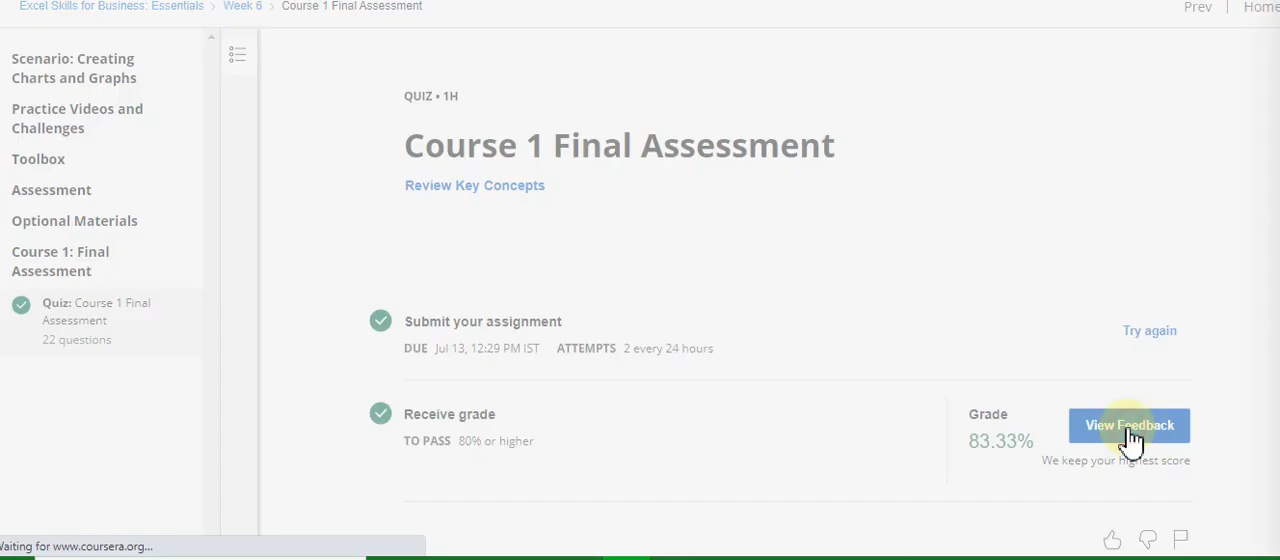 Excel Skills for Business: Essentials > Week 6 > Course 1 Final Assessment
Prev | Home
Scenario: Creating
Charts and Graphs
Practice Videos and
Challenges
Toolbox
Assessment
Optional Materials
Course 1: Final
Assessment
Quiz: Course 1 Final
Assessment
22 questions
QUIZ • 1H
Course 1 Final Assessment
Review Key Concepts
Submit your assignment
DUE Jul 13, 12:29 PM IST ATTEMPTS 2 every 24 hours
Try again
Receive grade
TO PASS 80% or higher
Grade
83.33%
View Feedback
We keep your highest score
Waiting for www.coursera.org...